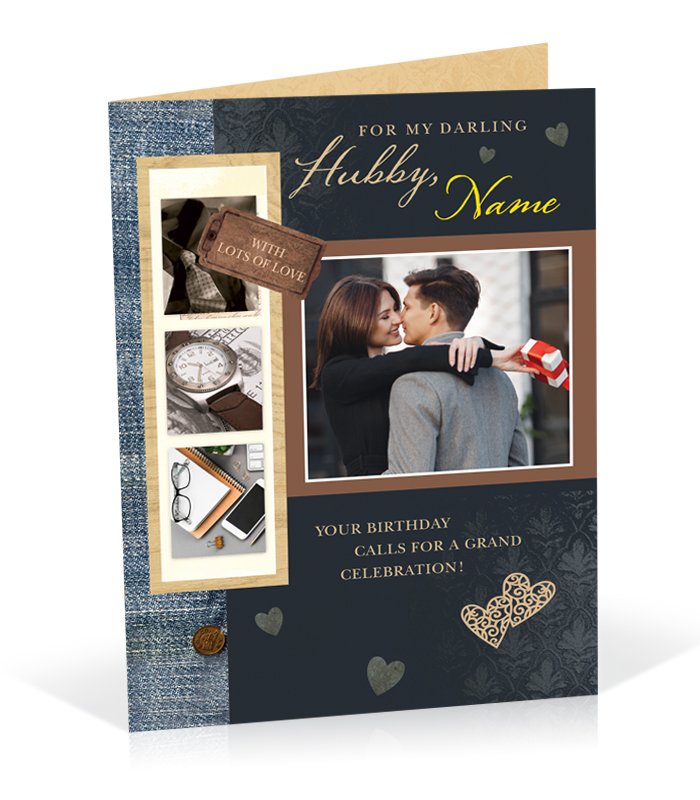 FOR MY DARLING
Hubby,
Name
WITH
LOTS OF LOVE
YOUR BIRTHDAY
CALLS FOR A GRAND
CELEBRATION!